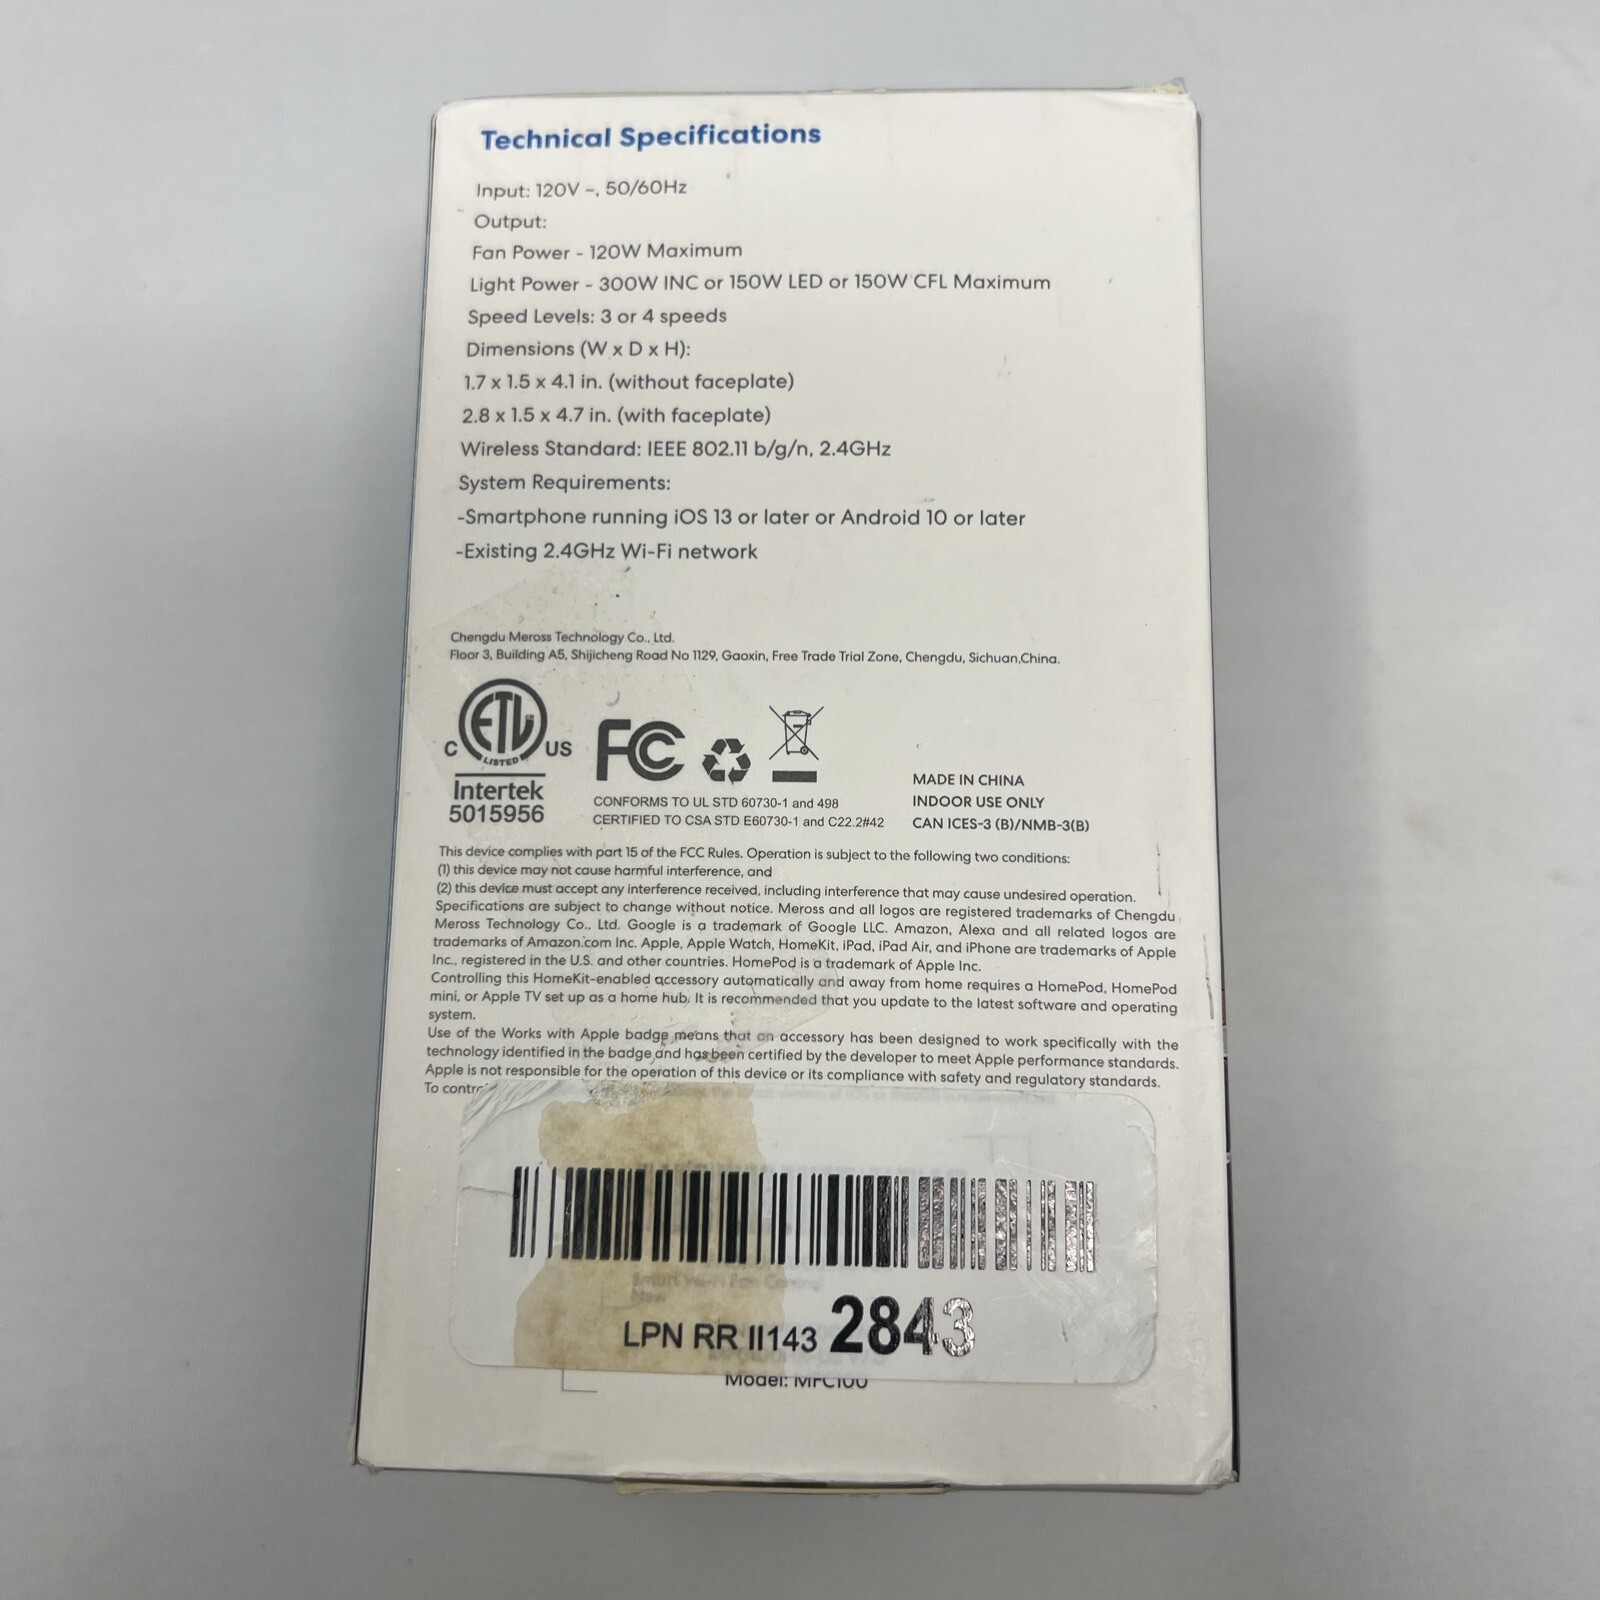 Technical Specifications
Input: 120V ~, 50/60Hz
Output:
Fan Power - 120W Maximum
Light Power - 300W INC or 150W LED or 150W CFL Maximum
Speed Levels: 3 or 4 speeds
Dimensions (W x D x H):
1.7 x 1.5 x 4.1 in. (without faceplate)
2.8 x 1.5 x 4.7 in. (with faceplate)
Wireless Standard: IEEE 802.11 b/g/n, 2.4GHz
System Requirements:
-Smartphone running iOS 13 or later or Android 10 or later
-Existing 2.4GHz Wi-Fi network
Chengdu Meross Technology Co., Ltd.
Floor 3, Building A5, Shijicheng Road No 1129, Gaoxin, Free Trade Trial Zone, Chengdu, Sichuan,China.
C ETL US
LISTED
Intertek
5015956
FC
CONFORMS TO UL STD 60730-1 and 498
CERTIFIED TO CSA STD E60730-1 and C22.2#42
MADE IN CHINA
INDOOR USE ONLY
CAN ICES-3 (B)/NMB-3(B)
This device complies with part 15 of the FCC Rules. Operation is subject to the following two conditions:
(1) this device may not cause harmful interference, and
(2) this device must accept any interference received, including interference that may cause undesired operation.
Specifications are subject to change without notice. Meross and all logos are registered trademarks of Chengdu
Meross Technology Co., Ltd. Google is a trademark of Google LLC. Amazon, Alexa and all related logos are
trademarks of Amazon.com Inc. Apple, Apple Watch, HomeKit, iPad, iPad Air, and iPhone are trademarks of Apple
Inc., registered in the U.S. and other countries. HomePod is a trademark of Apple Inc.
Controlling this HomeKit-enabled accessory automatically and away from home requires a HomePod, HomePod
mini, or Apple TV set up as a home hub. It is recommended that you update to the latest software and operating
system.
Use of the Works with Apple badge means that an accessory has been designed to work specifically with the
technology identified in the badge and has been certified by the developer to meet Apple performance standards.
Apple is not responsible for the operation of this device or its compliance with safety and regulatory standards.
To contr
Smart Wi-Fi Fan Control
New
LPN RR II143 2843
Model: MFC100